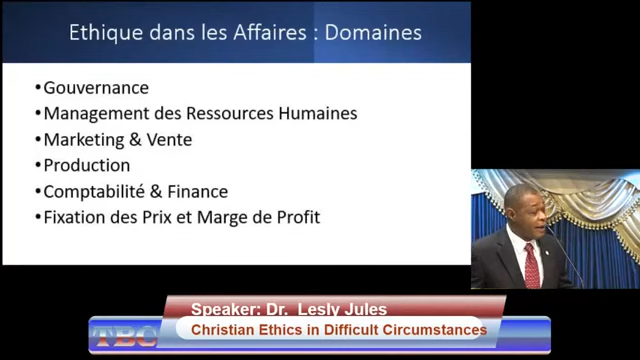 Ethique dans les Affaires : Domaines
•Gouvernance
•Management des Ressources Humaines
•Marketing & Vente
•Production
•Comptabilité & Finance
•Fixation des Prix et Marge de Profit
Speaker: Dr. Lesly Jules
TBC
Christian Ethics in Difficult Circumstances